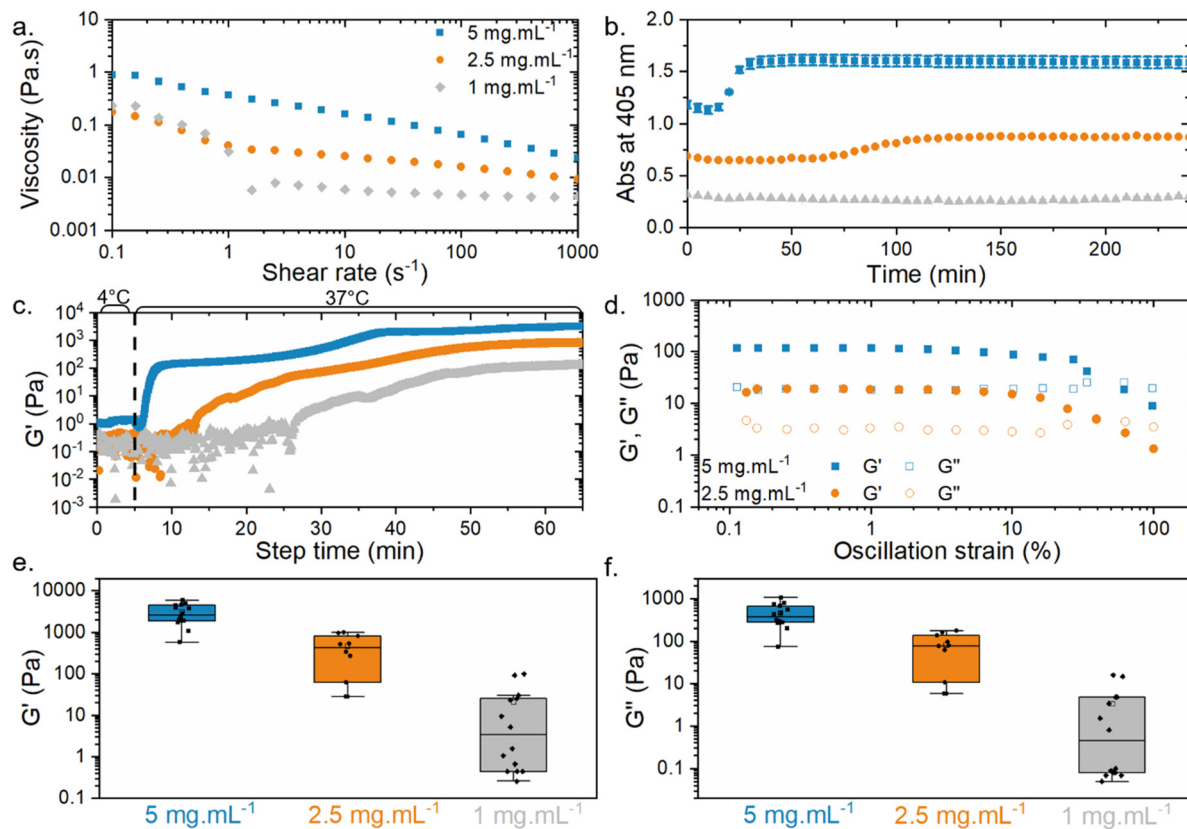 a.
Viscosity (Pa.s)
10
1
0.1
0.01
0.001
5 mg.mL⁻¹
2.5 mg.mL⁻¹
1 mg.mL⁻¹
0.1 1 10 100 1000
Shear rate (s⁻¹)
b.
Abs at 405 nm
2.0
1.5
1.0
0.5
0.0
0 50 100 150 200
Time (min)
c.
4°C 37°C
G' (Pa)
10⁴
10³
10²
10¹
10⁰
10⁻¹
10⁻²
10⁻³
0 10 20 30 40 50 60
Step time (min)
d.
G', G" (Pa)
1000
100
10
1
0.1
5 mg.mL⁻¹ G' G"
2.5 mg.mL⁻¹ G' G"
0.1 1 10 100
Oscillation strain (%)
e.
G' (Pa)
10000
1000
100
10
1
0.1
5 mg.mL⁻¹ 2.5 mg.mL⁻¹ 1 mg.mL⁻¹
f.
G" (Pa)
1000
100
10
1
0.1
5 mg.mL⁻¹ 2.5 mg.mL⁻¹ 1 mg.mL⁻¹